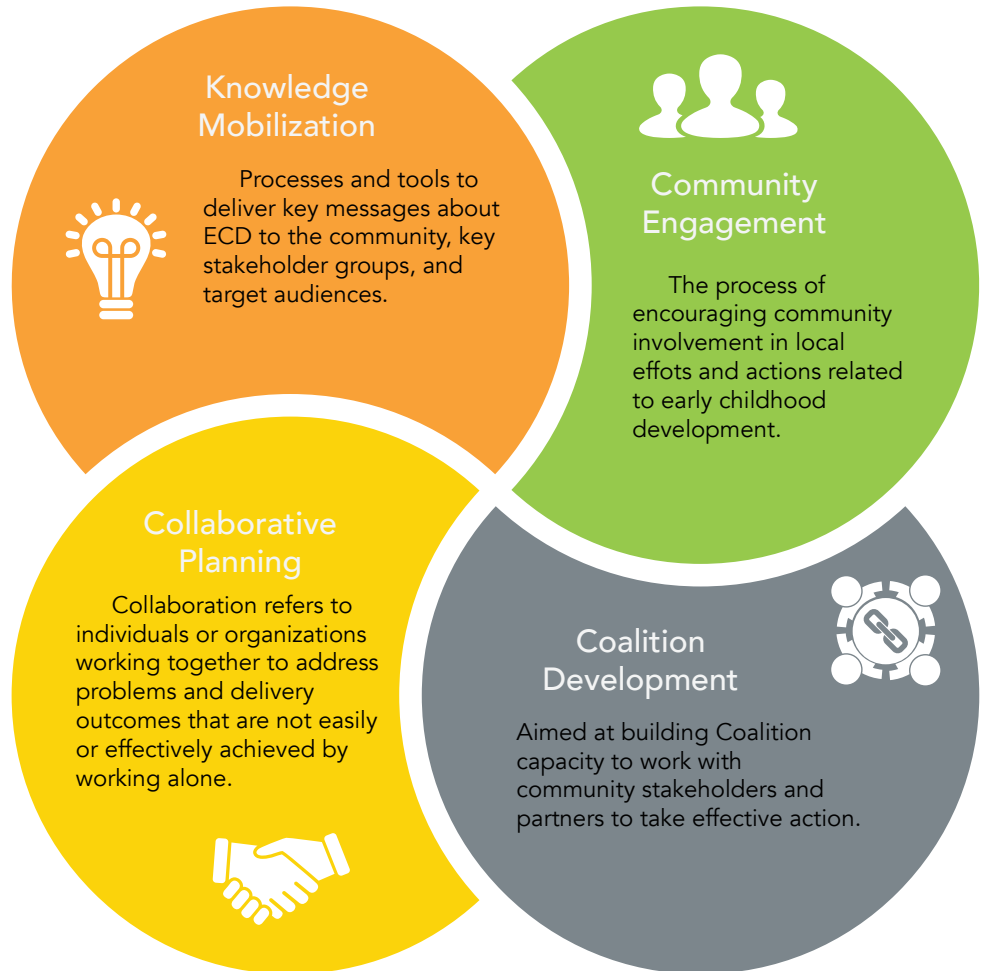 Knowledge
Mobilization
Processes and tools to
deliver key messages about
ECD to the community, key
stakeholder groups, and
target audiences.
Community
Engagement
The process of
encouraging community
involvement in local
effots and actions related
to early childhood
development.
Collaborative
Planning
Collaboration refers to
individuals or organizations
working together to address
problems and delivery
outcomes that are not easily
or effectively achieved by
working alone.
Coalition
Development
Aimed at building Coalition
capacity to work with
community stakeholders and
partners to take effective action.